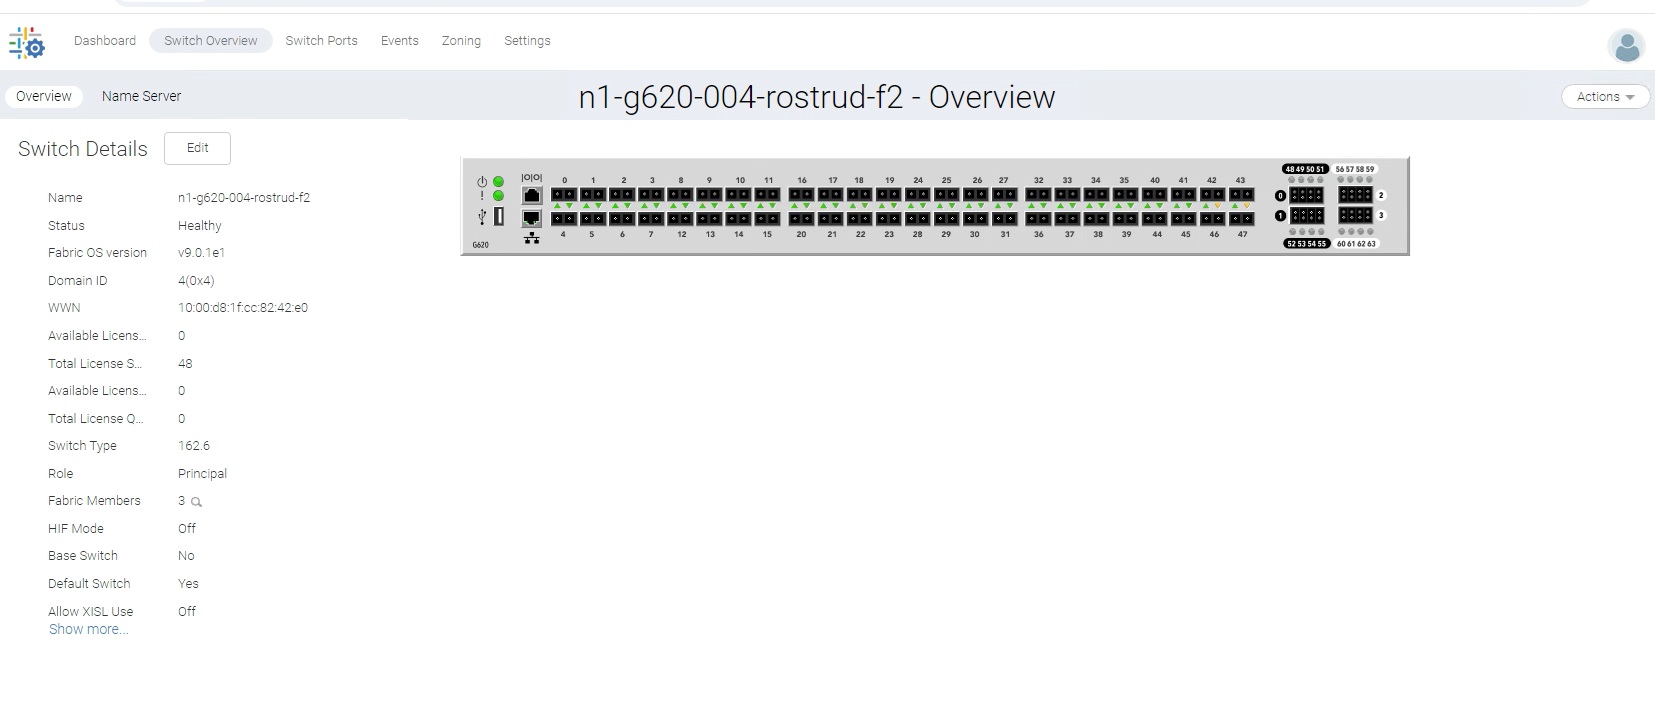 Dashboard Switch Overview Switch Ports Events Zoning Settings
Overview Name Server n1-g620-004-rostrud-f2 - Overview Actions
Switch Details Edit
Name n1-g620-004-rostrud-f2
Status Healthy
Fabric OS version v9.0.1e1
Domain ID 4(0x4)
WWN 10:00:d8:1f:cc:82:42:e0
Available Licens... 0
Total License S... 48
Available Licens... 0
Total License Q... 0
Switch Type 162.6
Role Principal
Fabric Members 3
HIF Mode Off
Base Switch No
Default Switch Yes
Allow XISL Use Off
Show more...
48 49 50 51 56 57 58 59
0 1 2 3 8 9 10 11 16 17 18 19 24 25 26 27 32 33 34 35 40 41 42 43
0 2
1 3
4 5 6 7 12 13 14 15 20 21 22 23 28 29 30 31 36 37 38 39 44 45 46 47
G620
52 53 54 55 60 61 62 63